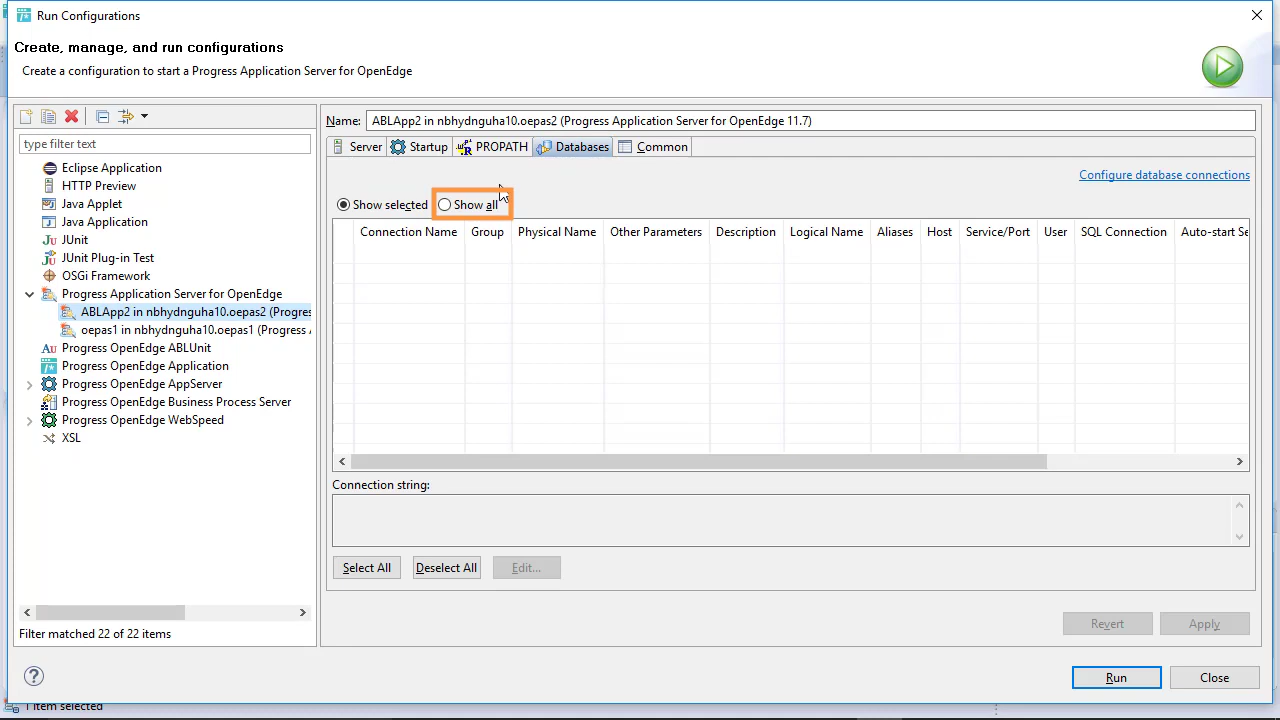 Run Configurations
Create, manage, and run configurations
Create a configuration to start a Progress Application Server for OpenEdge
type filter text
Eclipse Application
HTTP Preview
Java Applet
Java Application
JUnit
JUnit Plug-in Test
OSGi Framework
Progress Application Server for OpenEdge
ABLApp2 in nbhydnguha10.oepas2 (Progres
oepas1 in nbhydnguha10.oepas1 (Progress
Progress OpenEdge ABLUnit
Progress OpenEdge Application
Progress OpenEdge AppServer
Progress OpenEdge Business Process Server
Progress OpenEdge WebSpeed
XSL
Filter matched 22 of 22 items
Name: ABLApp2 in nbhydnguha10.oepas2 (Progress Application Server for OpenEdge 11.7)
Server Startup PROPATH Databases Common
Configure database connections
Show selected Show all
Connection Name Group Physical Name Other Parameters Description Logical Name Aliases Host Service/Port User SQL Connection Auto-start Se
Connection string:
Select All Deselect All Edit...
Revert Apply
Run Close
1 item selected